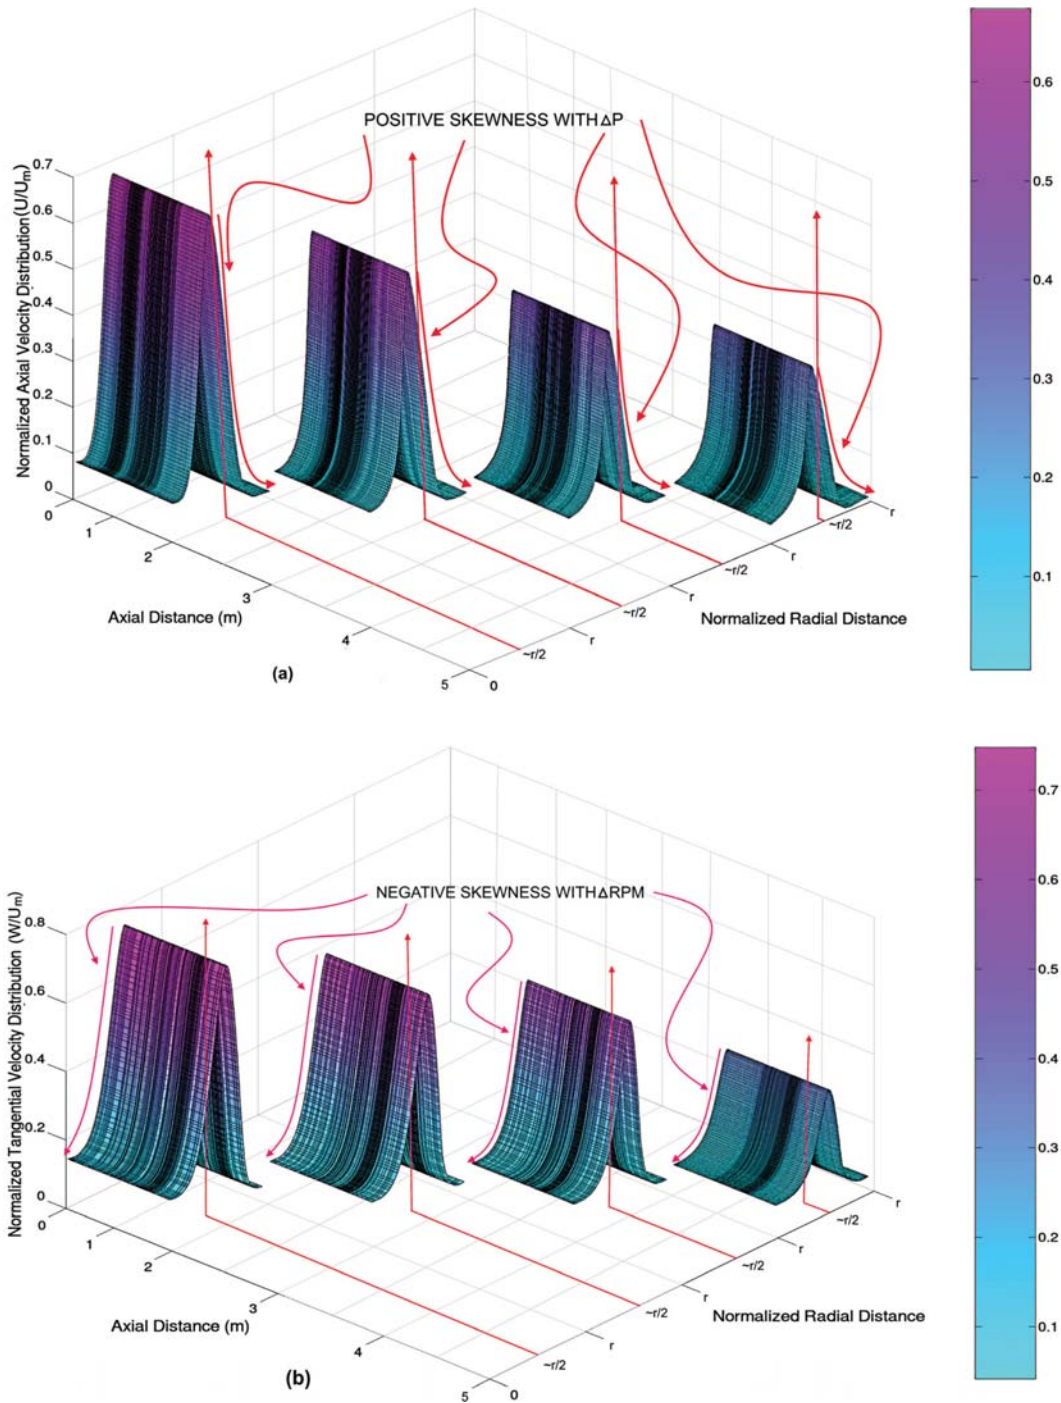 POSITIVE SKEWNESS WITH ΔP
Normalized Axial Velocity Distribution(U/Um)
0.7
0.6
0.5
0.4
0.3
0.2
0.1
0
0
1
2
3
4
5
Axial Distance (m)
0
~r/2
r
~r/2
r
~r/2
r
~r/2
r
Normalized Radial Distance
0.6
0.5
0.4
0.3
0.2
0.1
(a)
NEGATIVE SKEWNESS WITH ΔRPM
Normalized Tangential Velocity Distribution (W/Um)
0.8
0.6
0.4
0.2
0
0
1
2
3
4
5
Axial Distance (m)
0
~r/2
r
~r/2
r
~r/2
r
~r/2
r
Normalized Radial Distance
0.7
0.6
0.5
0.4
0.3
0.2
0.1
(b)